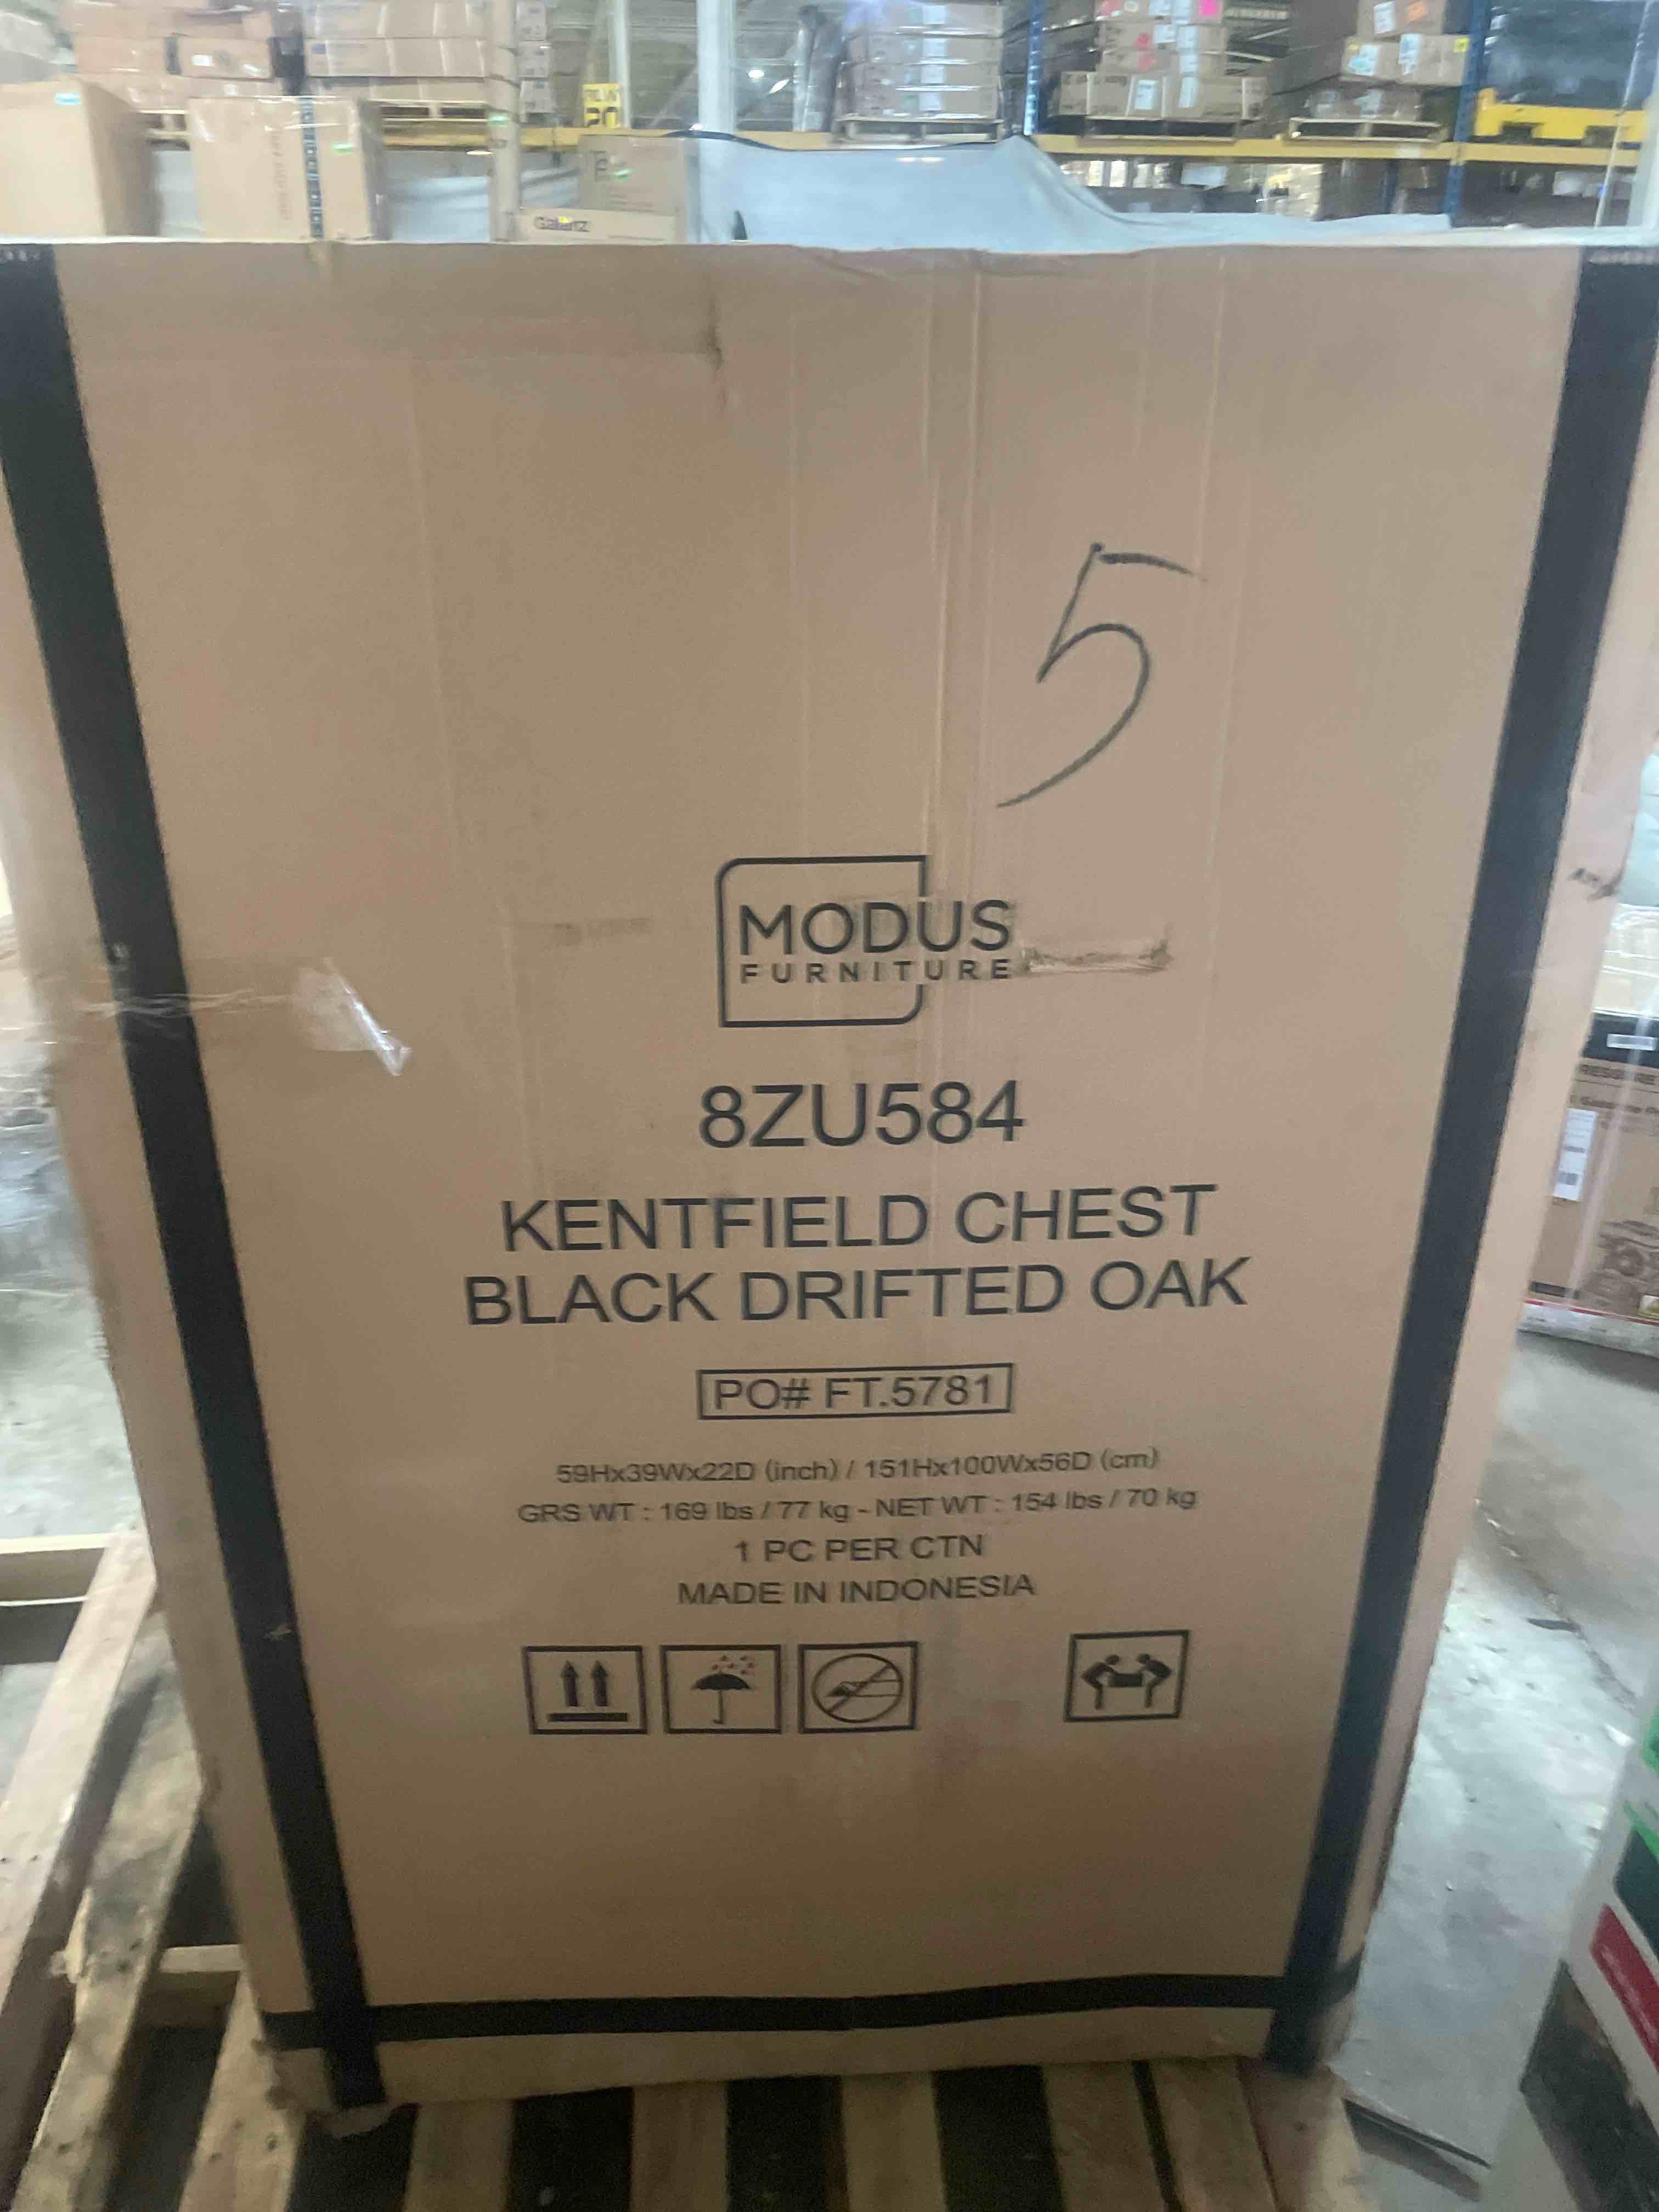 Galanz
5
MODUS
FURNITURE
8ZU584
KENTFIELD CHEST
BLACK DRIFTED OAK
PO# FT.5781
59Hx39Wx22D (inch) / 151Hx100Wx56D (cm)
GRS WT : 169 lbs / 77 kg - NET WT : 154 lbs / 70 kg
1 PC PER CTN
MADE IN INDONESIA